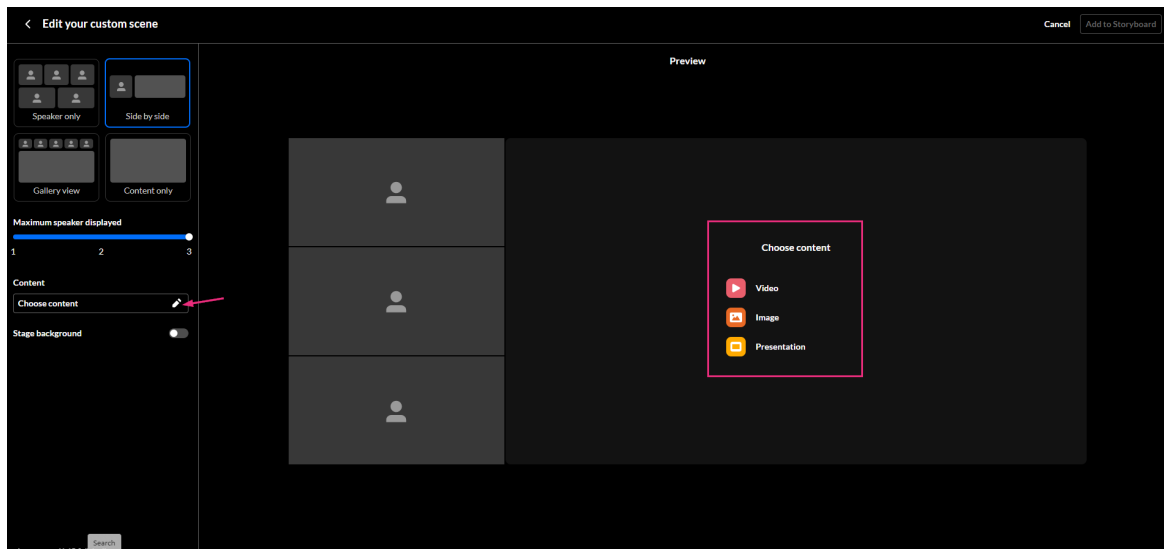 Edit your custom scene
Cancel
Add to Storyboard
Speaker only
Side by side
Gallery view
Content only
Maximum speaker displayed
1 2 3
Content
Choose content
Stage background
Search
Preview
Choose content
Video
Image
Presentation